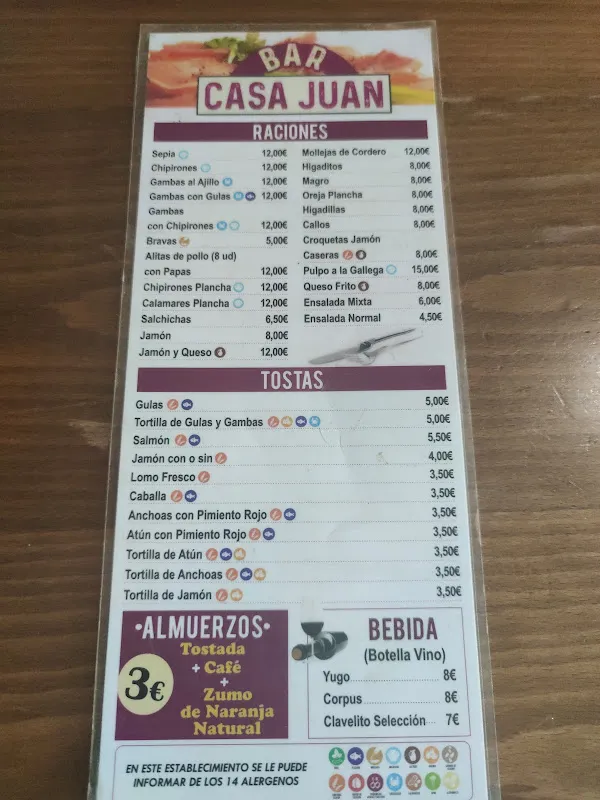 BAR
CASA JUAN
RACIONES
Sepia 12,00€
Chipirones 12,00€
Gambas al Ajillo 12,00€
Gambas con Gulas 12,00€
Gambas
con Chipirones 12,00€
Bravas 5,00€
Alitas de pollo (8 ud)
con Papas 12,00€
Chipirones Plancha 12,00€
Calamares Plancha 12,00€
Salchichas 6,50€
Jamón 8,00€
Jamón y Queso 12,00€
Mollejas de Cordero 12,00€
Higaditos 8,00€
Magro 8,00€
Oreja Plancha 8,00€
Higadillas 8,00€
Callos 8,00€
Croquetas Jamón
Caseras 8,00€
Pulpo a la Gallega 15,00€
Queso Frito 8,00€
Ensalada Mixta 6,00€
Ensalada Normal 4,50€
TOSTAS
Gulas 5,00€
Tortilla de Gulas y Gambas 5,00€
Salmón 5,50€
Jamón con o sin 4,00€
Lomo Fresco 3,50€
Caballa 3,50€
Anchoas con Pimiento Rojo 3,50€
Atún con Pimiento Rojo 3,50€
Tortilla de Atún 3,50€
Tortilla de Anchoas 3,50€
Tortilla de Jamón 3,50€
•ALMUERZOS•
3€
Tostada
+ Café
+
Zumo
de Naranja
Natural
BEBIDA
(Botella Vino)
Yugo 8€
Corpus 8€
Clavelito Selección 7€
EN ESTE ESTABLECIMIENTO SE LE PUEDE
INFORMAR DE LOS 14 ALERGENOS